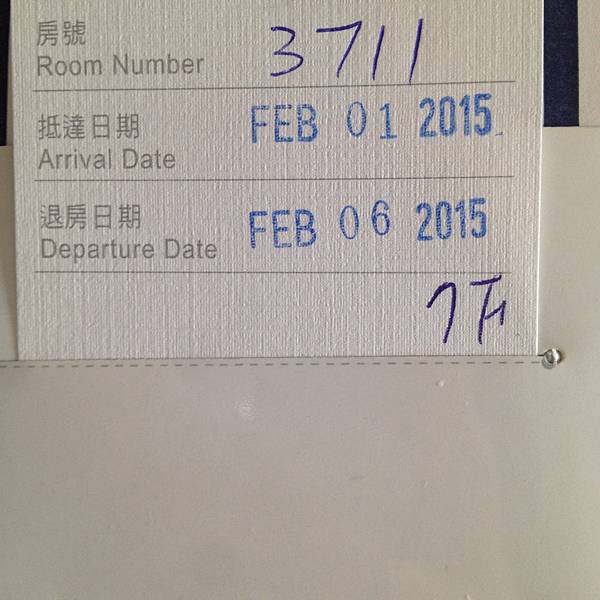 房號
Room Number 3711
抵達日期
Arrival Date FEB 01 2015
退房日期
Departure Date FEB 06 2015